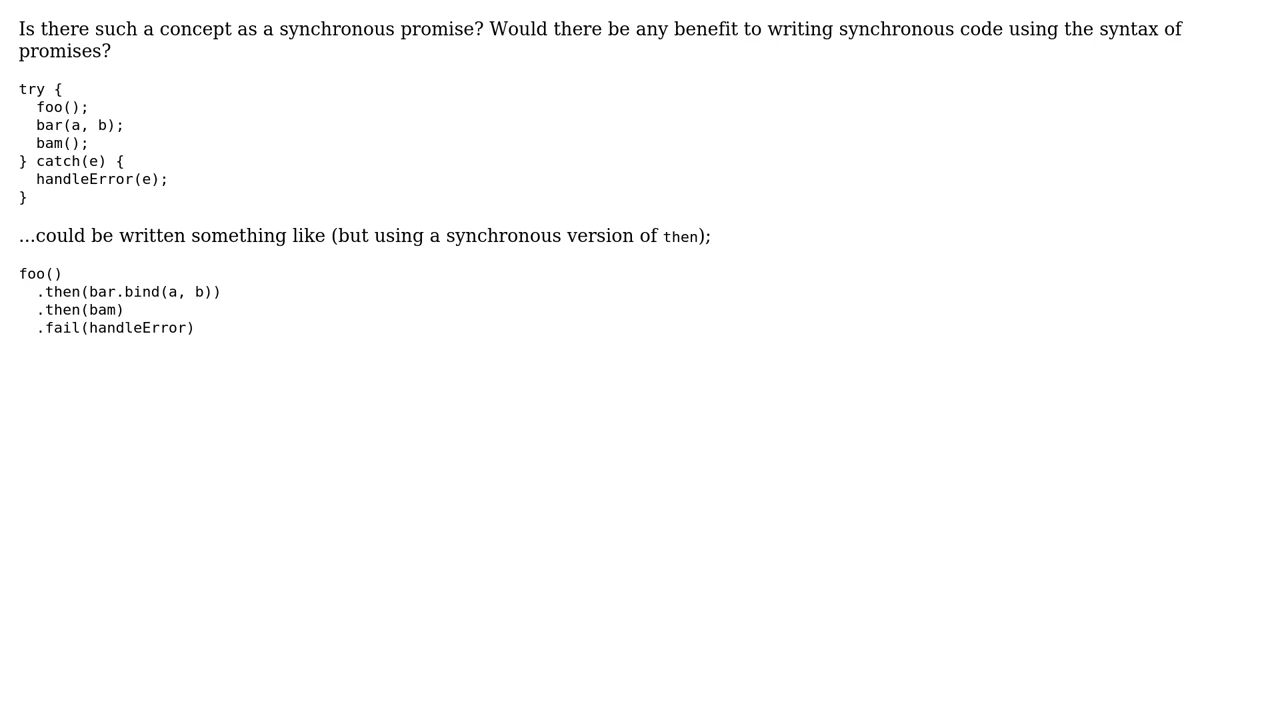 Is there such a concept as a synchronous promise? Would there be any benefit to writing synchronous code using the syntax of
promises?
try {
  foo();
  bar(a, b);
  bam();
} catch(e) {
  handleError(e);
}
...could be written something like (but using a synchronous version of then);
foo()
  .then(bar.bind(a, b))
  .then(bam)
  .fail(handleError)